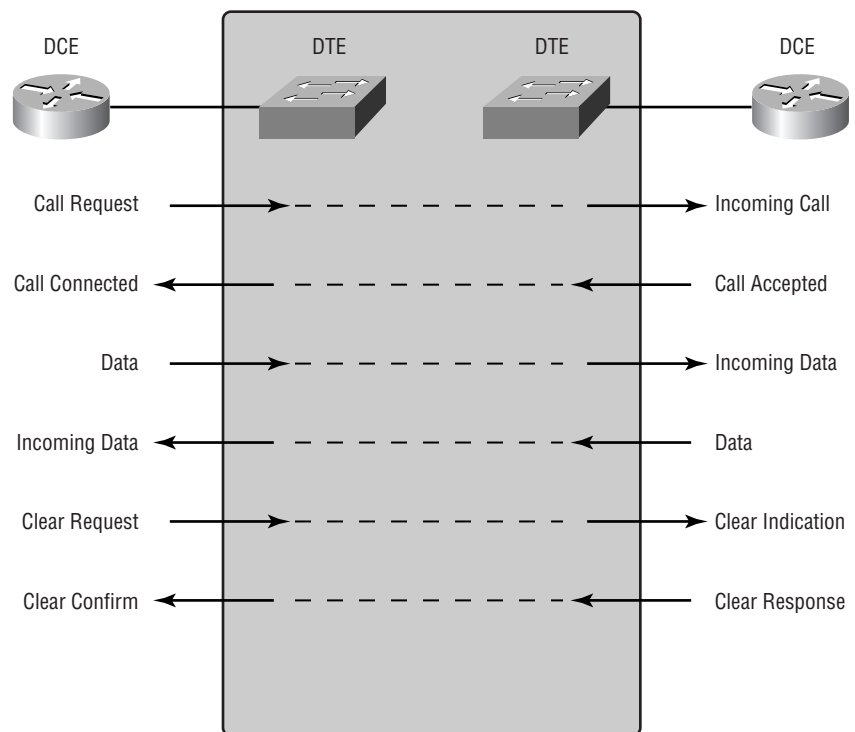 DCE DTE DTE DCE
Call Request Incoming Call
Call Connected Call Accepted
Data Incoming Data
Incoming Data Data
Clear Request Clear Indication
Clear Confirm Clear Response